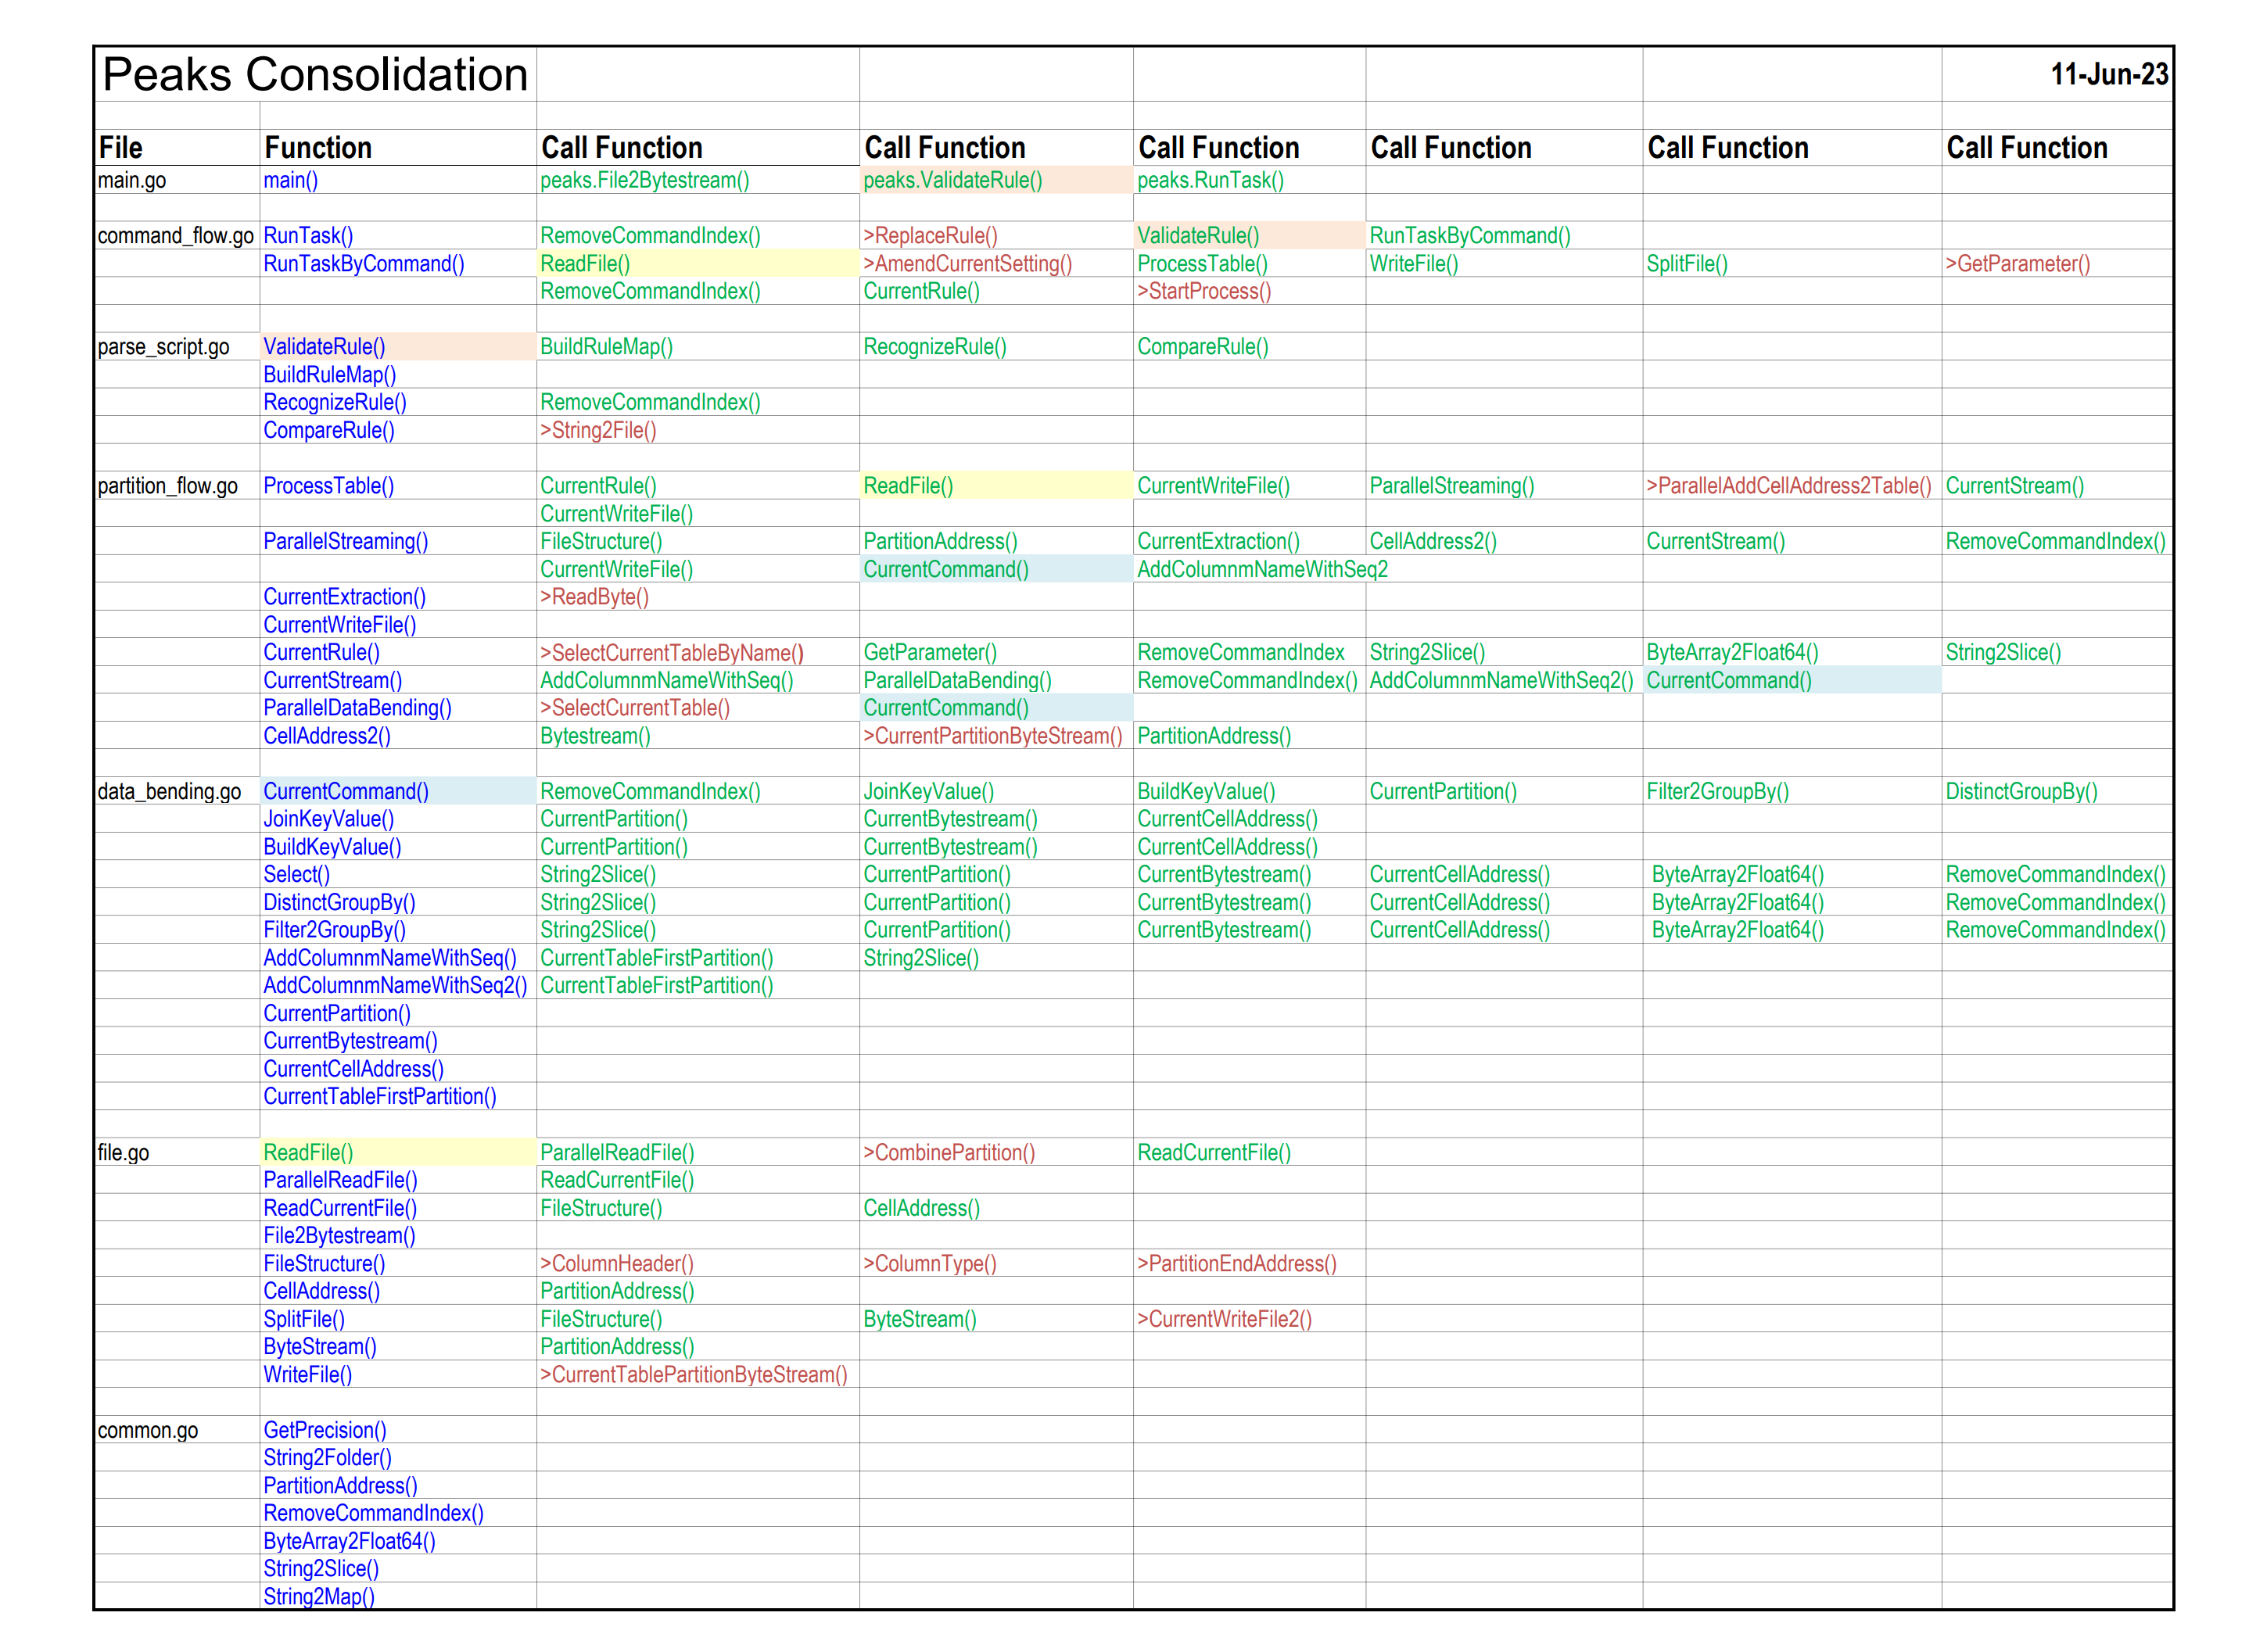 Peaks Consolidation 11-Jun-23
File Function Call Function Call Function Call Function Call Function Call Function Call Function
main.go main() peaks.File2Bytestream() peaks.ValidateRule() peaks.RunTask()
command_flow.go RunTask() RemoveCommandIndex() >ReplaceRule() ValidateRule() RunTaskByCommand()
RunTaskByCommand() ReadFile() >AmendCurrentSetting() ProcessTable() WriteFile() SplitFile() >GetParameter()
RemoveCommandIndex() CurrentRule() >StartProcess()
parse_script.go ValidateRule() BuildRuleMap() RecognizeRule() CompareRule()
BuildRuleMap()
RecognizeRule() RemoveCommandIndex()
CompareRule() >String2File()
partition_flow.go ProcessTable() CurrentRule() ReadFile() CurrentWriteFile() ParallelStreaming() >ParallelAddCellAddress2Table() CurrentStream()
CurrentWriteFile()
ParallelStreaming() FileStructure() PartitionAddress() CurrentExtraction() CellAddress2() CurrentStream() RemoveCommandIndex()
CurrentWriteFile() CurrentCommand() AddColumnmNameWithSeq2
CurrentExtraction() >ReadByte()
CurrentWriteFile()
CurrentRule() >SelectCurrentTableByName() GetParameter() RemoveCommandIndex String2Slice() ByteArray2Float64() String2Slice()
CurrentStream() AddColumnmNameWithSeq() ParallelDataBending() RemoveCommandIndex() AddColumnmNameWithSeq2() CurrentCommand()
ParallelDataBending() >SelectCurrentTable() CurrentCommand()
CellAddress2() Bytestream() >CurrentPartitionByteStream() PartitionAddress()
data_bending.go CurrentCommand() RemoveCommandIndex() JoinKeyValue() BuildKeyValue() CurrentPartition() Filter2GroupBy() DistinctGroupBy()
JoinKeyValue() CurrentPartition() CurrentBytestream() CurrentCellAddress()
BuildKeyValue() CurrentPartition() CurrentBytestream() CurrentCellAddress()
Select() String2Slice() CurrentPartition() CurrentBytestream() CurrentCellAddress() ByteArray2Float64() RemoveCommandIndex()
DistinctGroupBy() String2Slice() CurrentPartition() CurrentBytestream() CurrentCellAddress() ByteArray2Float64() RemoveCommandIndex()
Filter2GroupBy() String2Slice() CurrentPartition() CurrentBytestream() CurrentCellAddress() ByteArray2Float64() RemoveCommandIndex()
AddColumnmNameWithSeq() CurrentTableFirstPartition() String2Slice()
AddColumnmNameWithSeq2() CurrentTableFirstPartition()
CurrentPartition()
CurrentBytestream()
CurrentCellAddress()
CurrentTableFirstPartition()
file.go ReadFile() ParallelReadFile() >CombinePartition() ReadCurrentFile()
ParallelReadFile() ReadCurrentFile()
ReadCurrentFile() FileStructure() CellAddress()
File2Bytestream()
FileStructure() >ColumnHeader() >ColumnType() >PartitionEndAddress()
CellAddress() PartitionAddress()
SplitFile() FileStructure() ByteStream() >CurrentWriteFile2()
ByteStream() PartitionAddress()
WriteFile() >CurrentTablePartitionByteStream()
common.go GetPrecision()
String2Folder()
PartitionAddress()
RemoveCommandIndex()
ByteArray2Float64()
String2Slice()
String2Map()